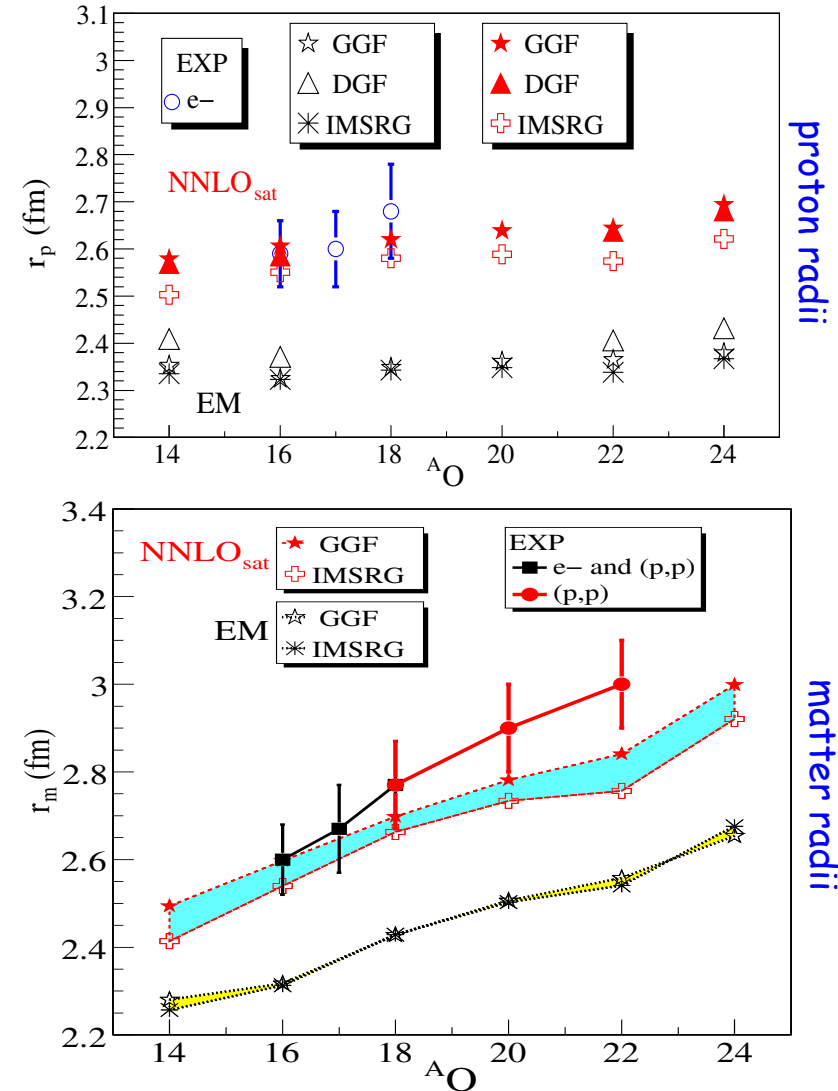 3.1
3
2.9
2.8
2.7
2.6
2.5
2.4
2.3
2.2
r_p (fm)
EXP
e−
GGF
DGF
IMSRG
GGF
DGF
IMSRG
NNLO_sat
EM
14 16 18 20 22 24
^A O
proton radii
3.4
3.2
3
2.8
2.6
2.4
2.2
r_m (fm)
NNLO_sat
GGF
IMSRG
EM
GGF
IMSRG
EXP
e− and (p,p)
(p,p)
14 16 18 20 22 24
^A O
matter radii